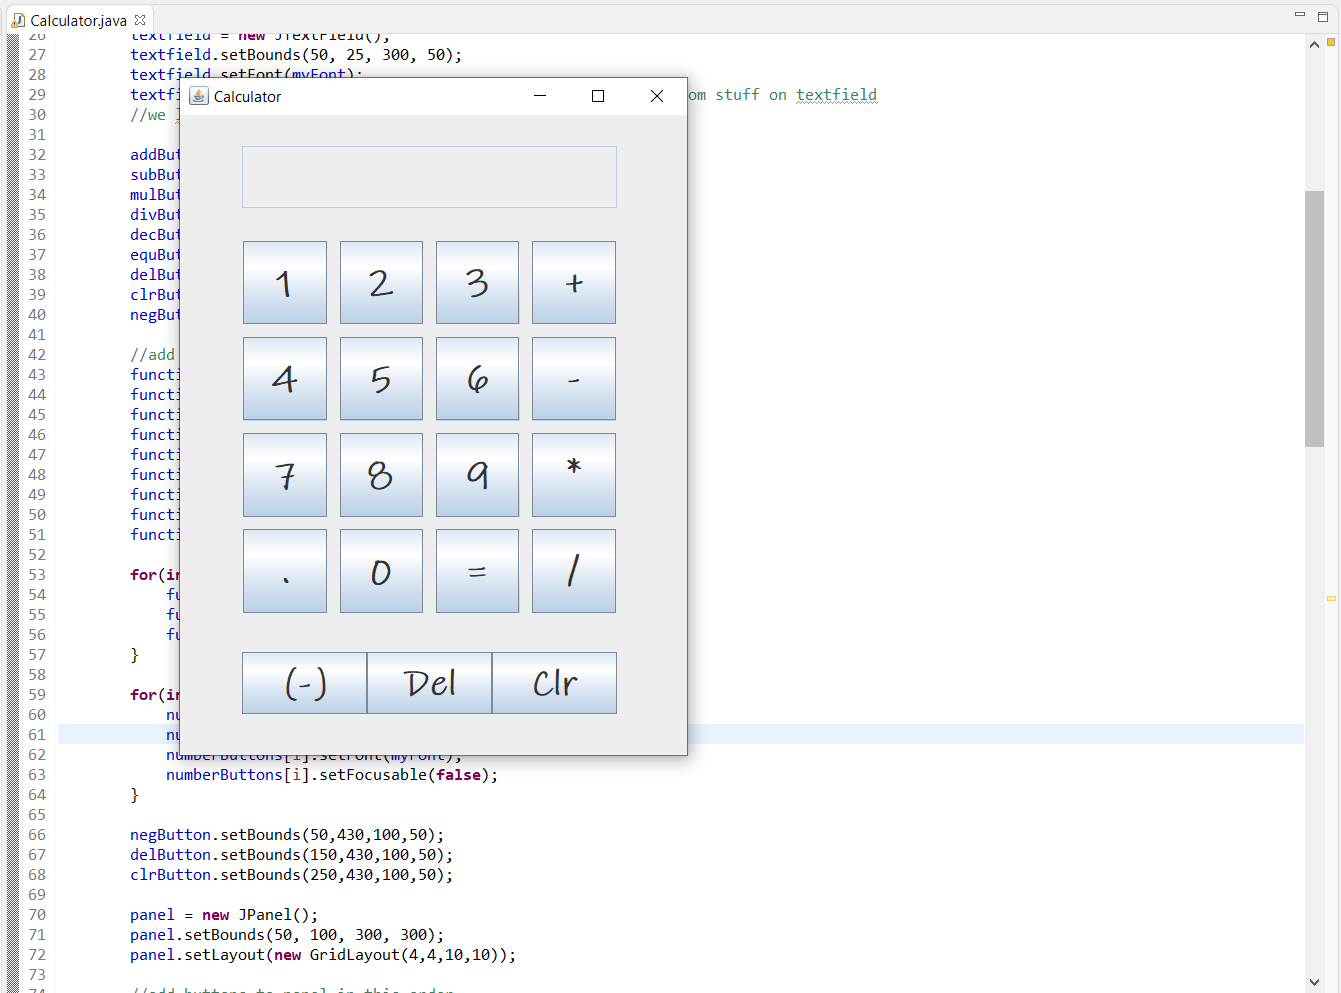 Calculator.java
26 textfield = new JTextField();
27 textfield.setBounds(50, 25, 300, 50);
28 textfield.setFont(myFont);
29 textfi om stuff on textfield
30 //we
31
32 addBut
33 subBut
34 mulBut
35 divBut
36 decBut
37 equBut
38 delBut
39 clrBut
40 negBut
41
42 //add
43 functi
44 functi
45 functi
46 functi
47 functi
48 functi
49 functi
50 functi
51 functi
52
53 for(in
54 fu
55 fu
56 fu
57 }
58
59 for(in
60 nu
61 nu
62 numberButtons[i].setFont(myFont);
63 numberButtons[i].setFocusable(false);
64 }
65
66 negButton.setBounds(50,430,100,50);
67 delButton.setBounds(150,430,100,50);
68 clrButton.setBounds(250,430,100,50);
69
70 panel = new JPanel();
71 panel.setBounds(50, 100, 300, 300);
72 panel.setLayout(new GridLayout(4,4,10,10));
73
74 //add buttons to panel in this order
Calculator
1 2 3 +
4 5 6 -
7 8 9 *
. 0 = /
(-) Del Clr